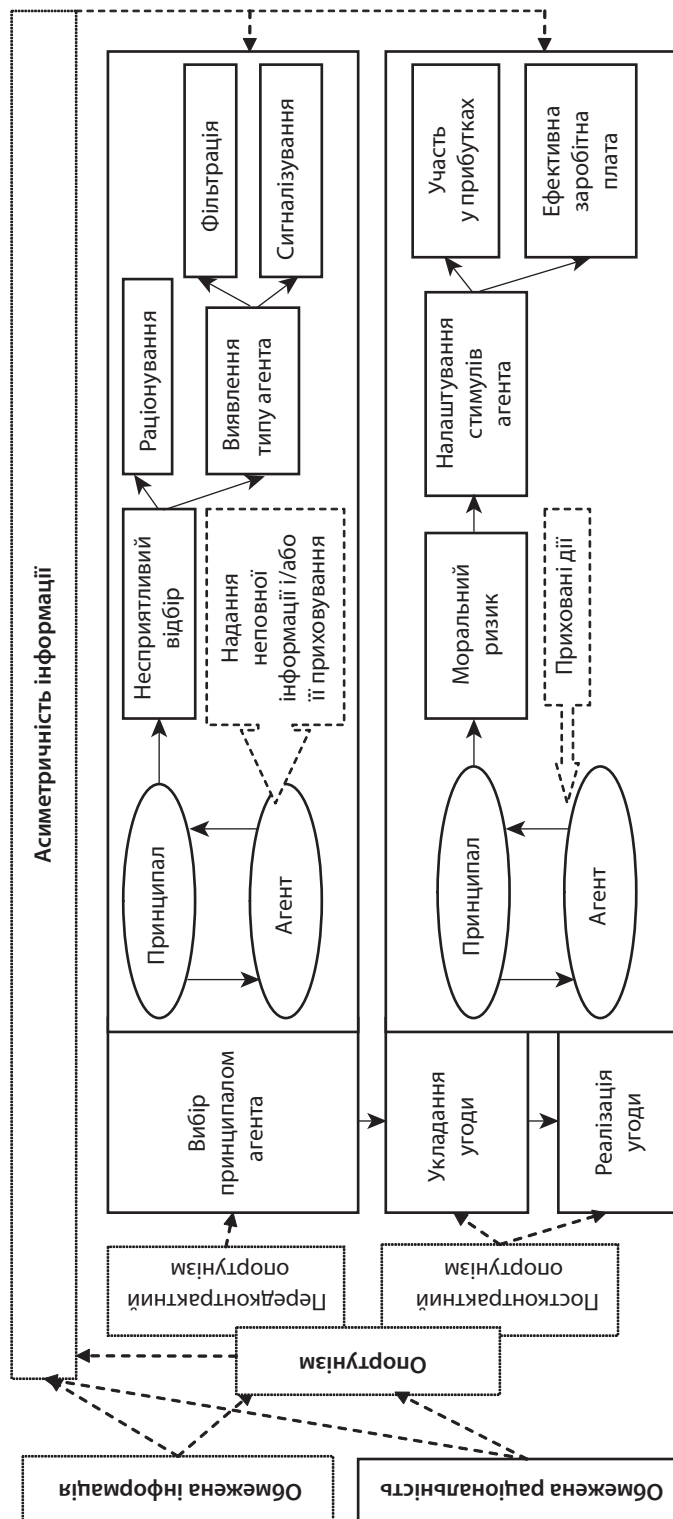 Асиметричність інформації
Обмежена інформація
Обмежена раціональність
Опортунізм
Передконтрактний
опортунізм
Постконтрактний
опортунізм
Вибір
принципалом
агента
Укладання
угоди
Реалізація
угоди
Принципал
Агент
Несприятливий
відбір
Надання
неповної
інформації і/або
її приховування
Раціонування
Виявлення
типу агента
Фільтрація
Сигналізування
Принципал
Агент
Моральний
ризик
Приховані дії
Налаштування
стимулів
агента
Участь
у прибутках
Ефективна
заробітна
плата